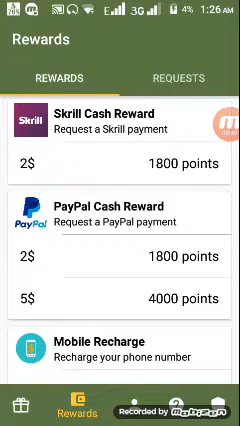 E 3G 4% 1:26 AM
Rewards
REWARDS REQUESTS
Skrill
Skrill Cash Reward
Request a Skrill payment
2$ 1800 points
PayPal
PayPal Cash Reward
Request a PayPal payment
2$ 1800 points
5$ 4000 points
Mobile Recharge
Recharge your phone number
Rewards
Recorded by mobizen